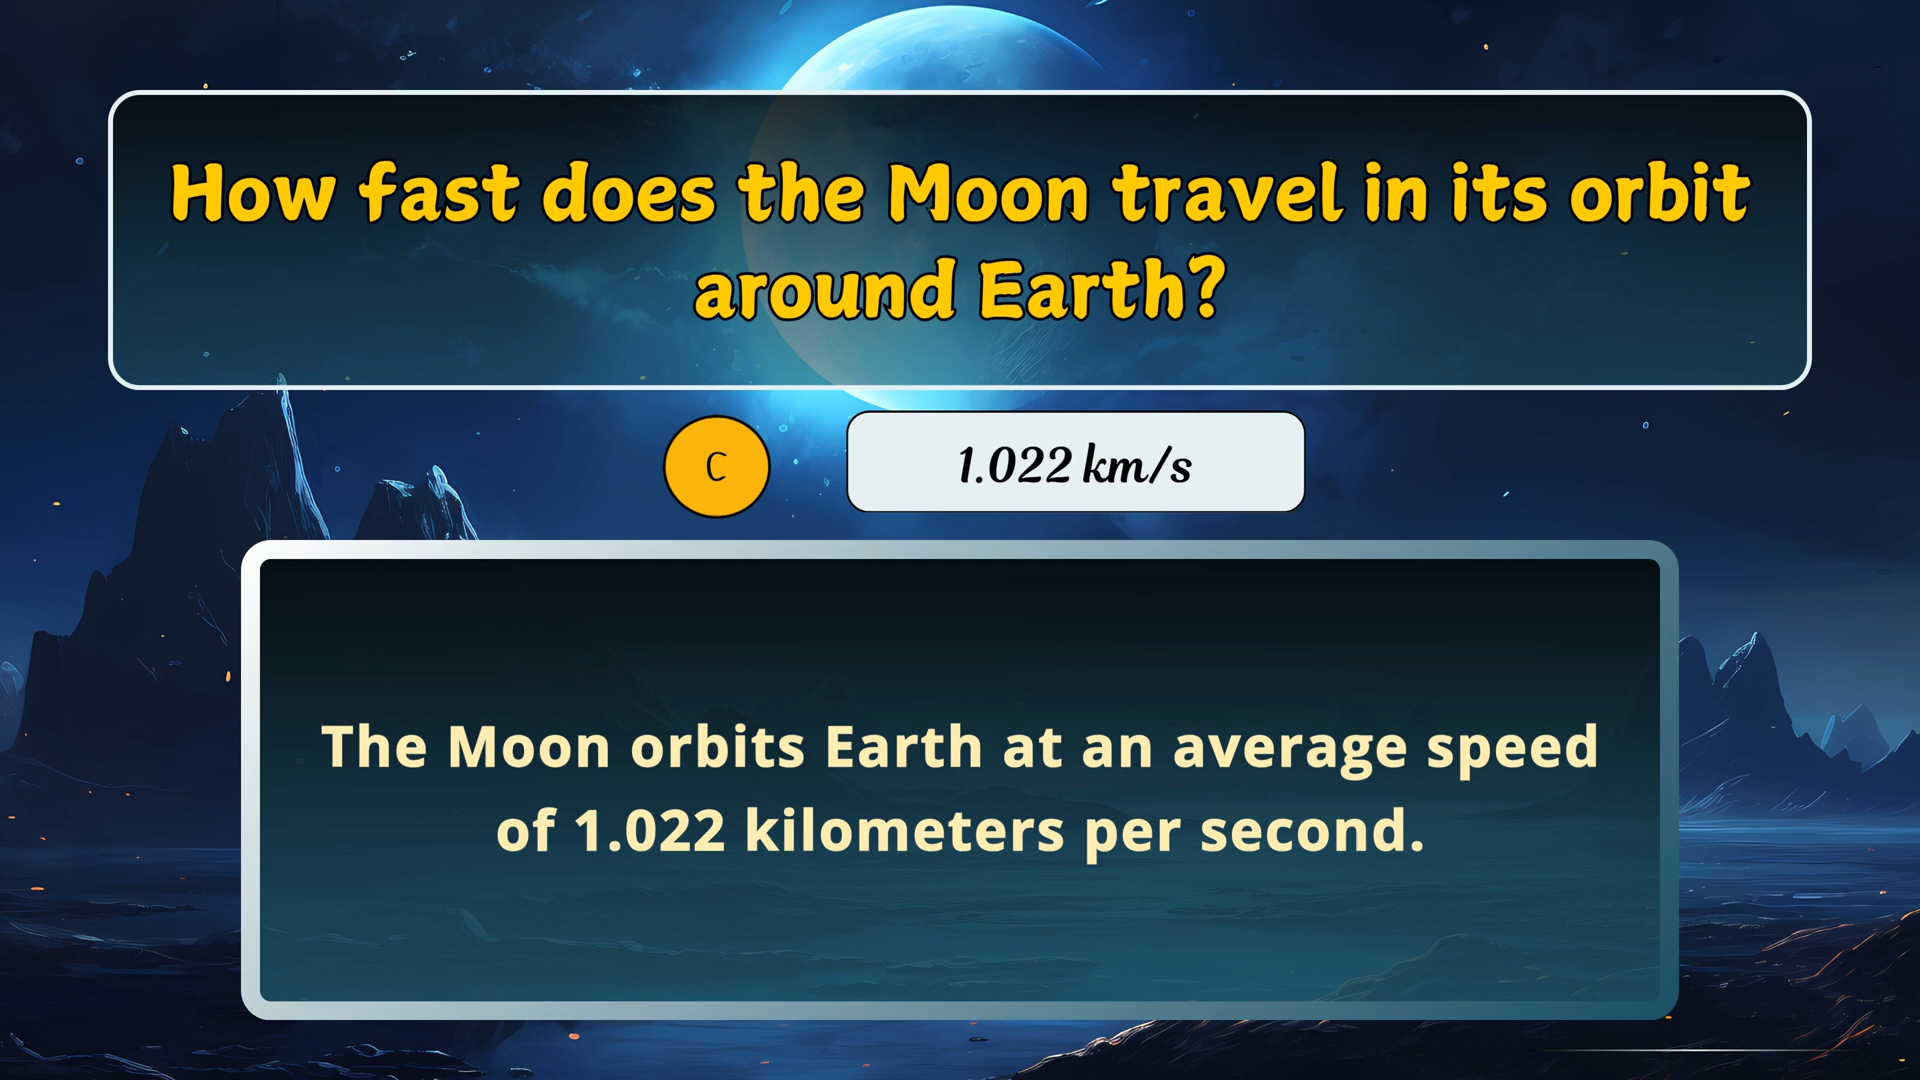 How fast does the Moon travel in its orbit
around Earth?
C
1.022 km/s
The Moon orbits Earth at an average speed
of 1.022 kilometers per second.